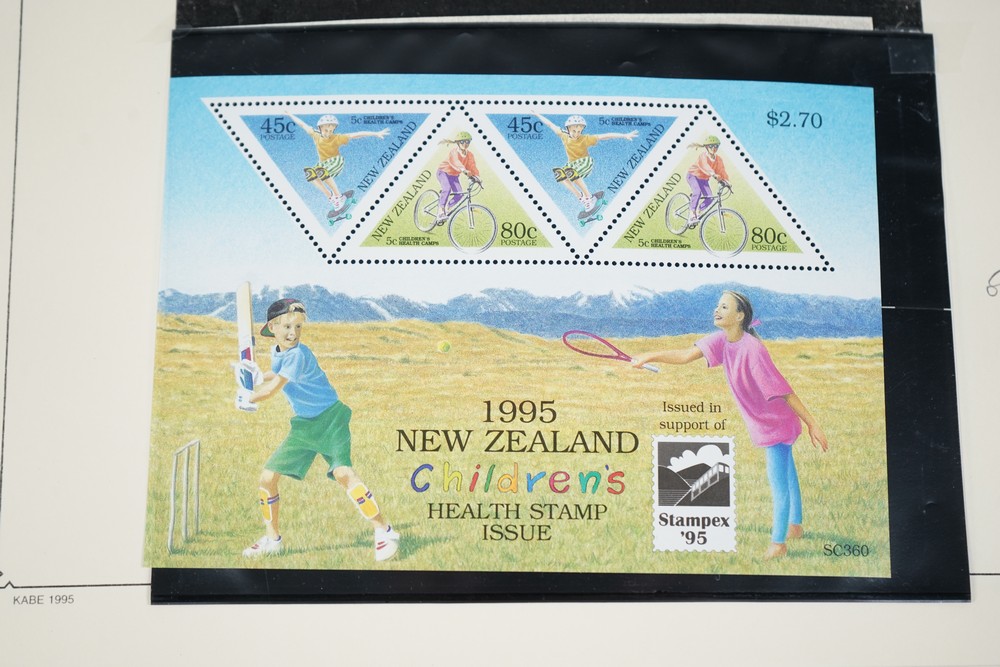 $2.70
45c
POSTAGE
5c CHILDREN'S
HEALTH CAMPS
NEW ZEALAND
NEW ZEALAND
5c CHILDREN'S
HEALTH CAMPS
80c
POSTAGE
45c
POSTAGE
5c CHILDREN'S
HEALTH CAMPS
NEW ZEALAND
NEW ZEALAND
5c CHILDREN'S
HEALTH CAMPS
80c
POSTAGE
1995
NEW ZEALAND
Children's
HEALTH STAMP
ISSUE
Issued in
support of
Stampex
'95
SC360
KABE 1995